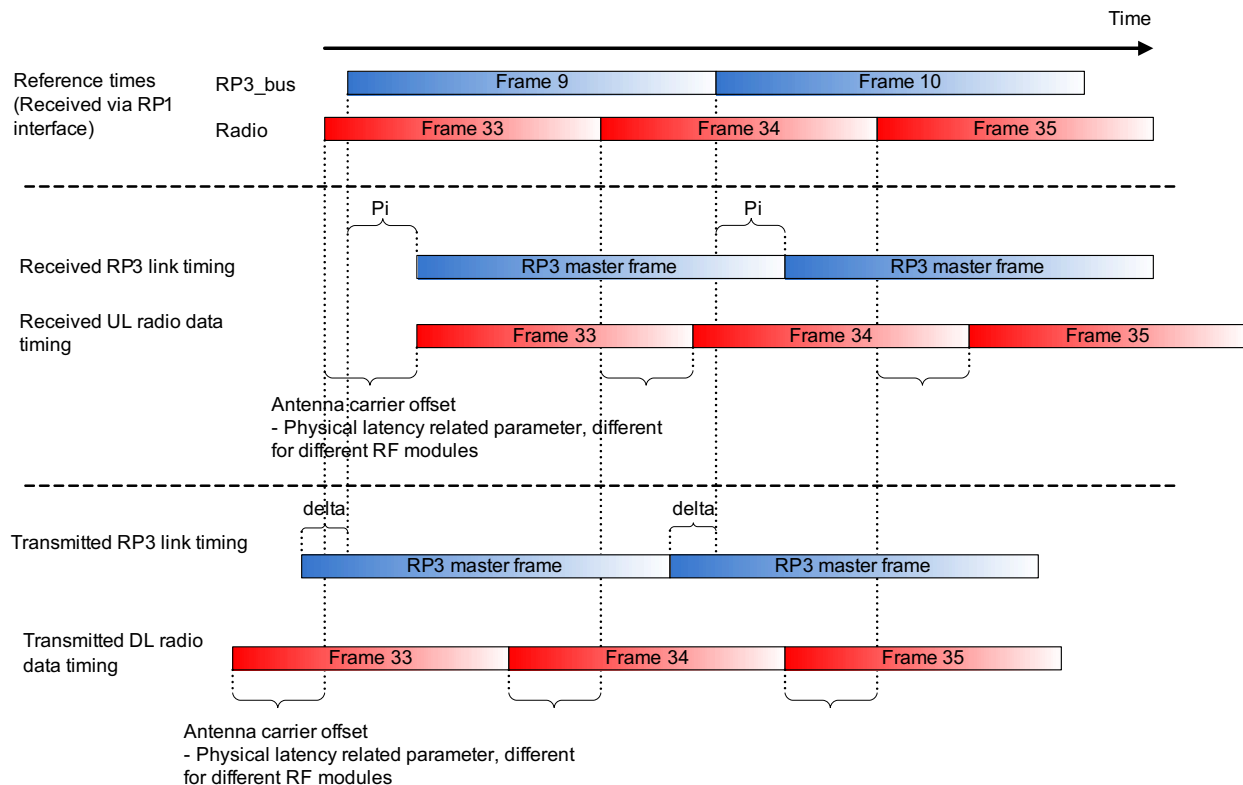 Time
Reference times
(Received via RP1
interface)
RP3_bus
Frame 9
Frame 10
Radio
Frame 33
Frame 34
Frame 35
Pi
Pi
Received RP3 link timing
RP3 master frame
RP3 master frame
Received UL radio data
timing
Frame 33
Frame 34
Frame 35
Antenna carrier offset
- Physical latency related parameter, different
for different RF modules
delta
delta
Transmitted RP3 link timing
RP3 master frame
RP3 master frame
Transmitted DL radio
data timing
Frame 33
Frame 34
Frame 35
Antenna carrier offset
- Physical latency related parameter, different
for different RF modules